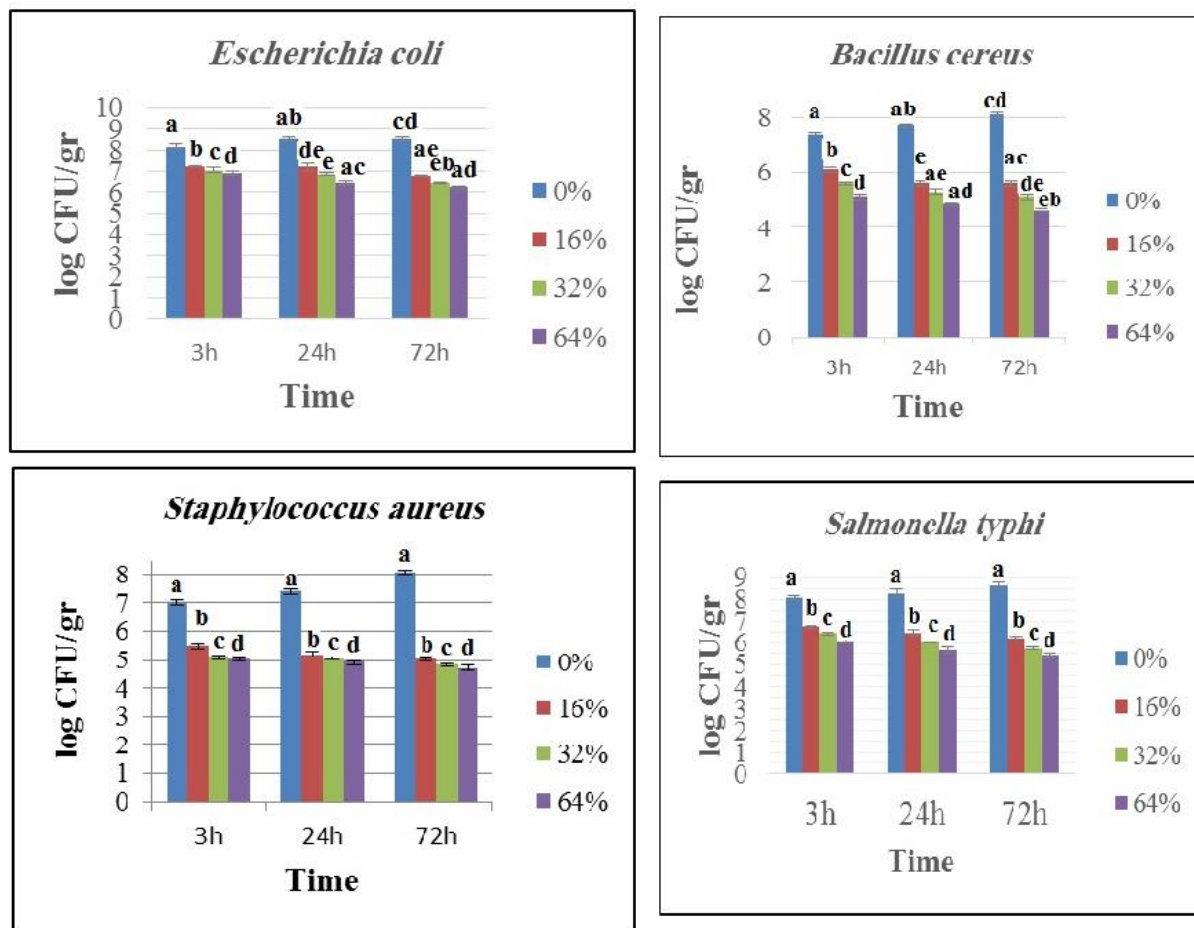 Escherichia coli
log CFU/gr
10
9
8
7
6
5
4
3
2
1
0
a b c d
ab de e ac
cd ae eb ad
3h 24h 72h
Time
0%
16%
32%
64%
Bacillus cereus
log CFU/gr
8
6
4
2
0
a b c d
ab e ae ad
cd ac de eb
3h 24h 72h
Time
0%
16%
32%
64%
Staphylococcus aureus
log CFU/gr
8
7
6
5
4
3
2
1
0
a b c d
a b c d
a b c d
3h 24h 72h
Time
0%
16%
32%
64%
Salmonella typhi
log CFU/gr
9
8
7
6
5
4
3
2
1
0
a b c d
a b c d
a b c d
3h 24h 72h
Time
0%
16%
32%
64%